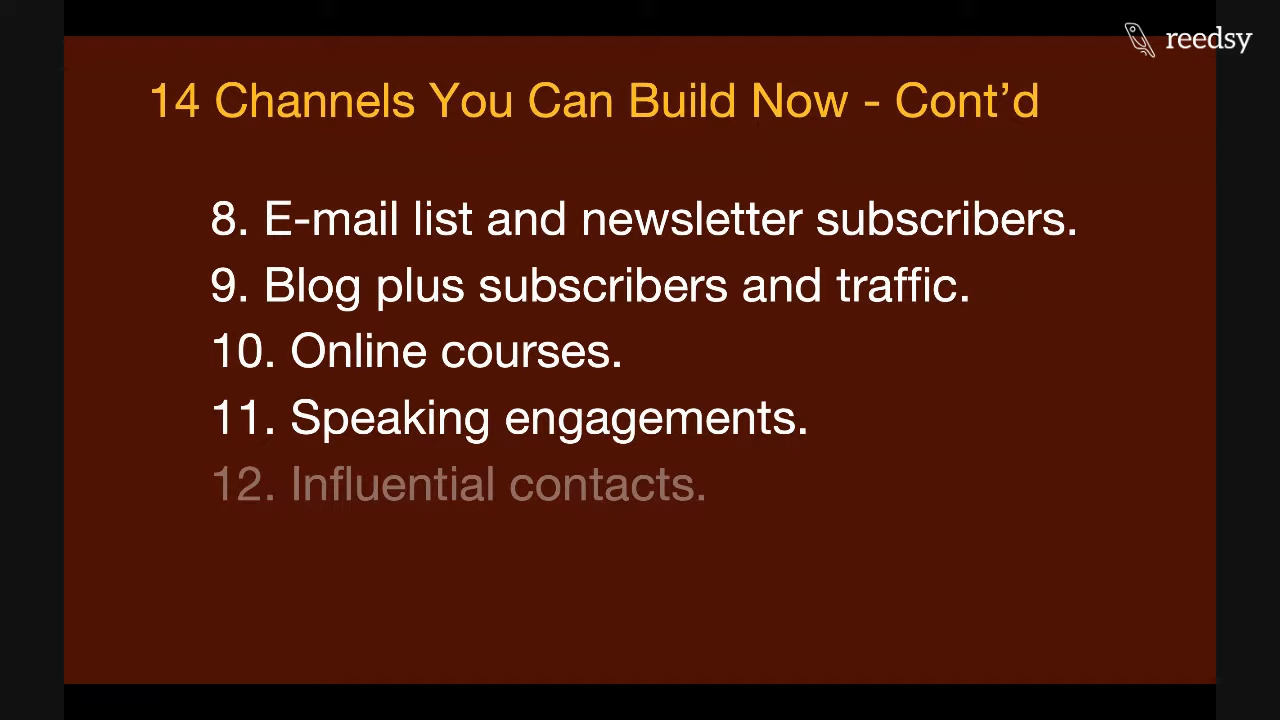 reedsy
14 Channels You Can Build Now - Cont’d
8. E-mail list and newsletter subscribers.
9. Blog plus subscribers and traffic.
10. Online courses.
11. Speaking engagements.
12. Influential contacts.